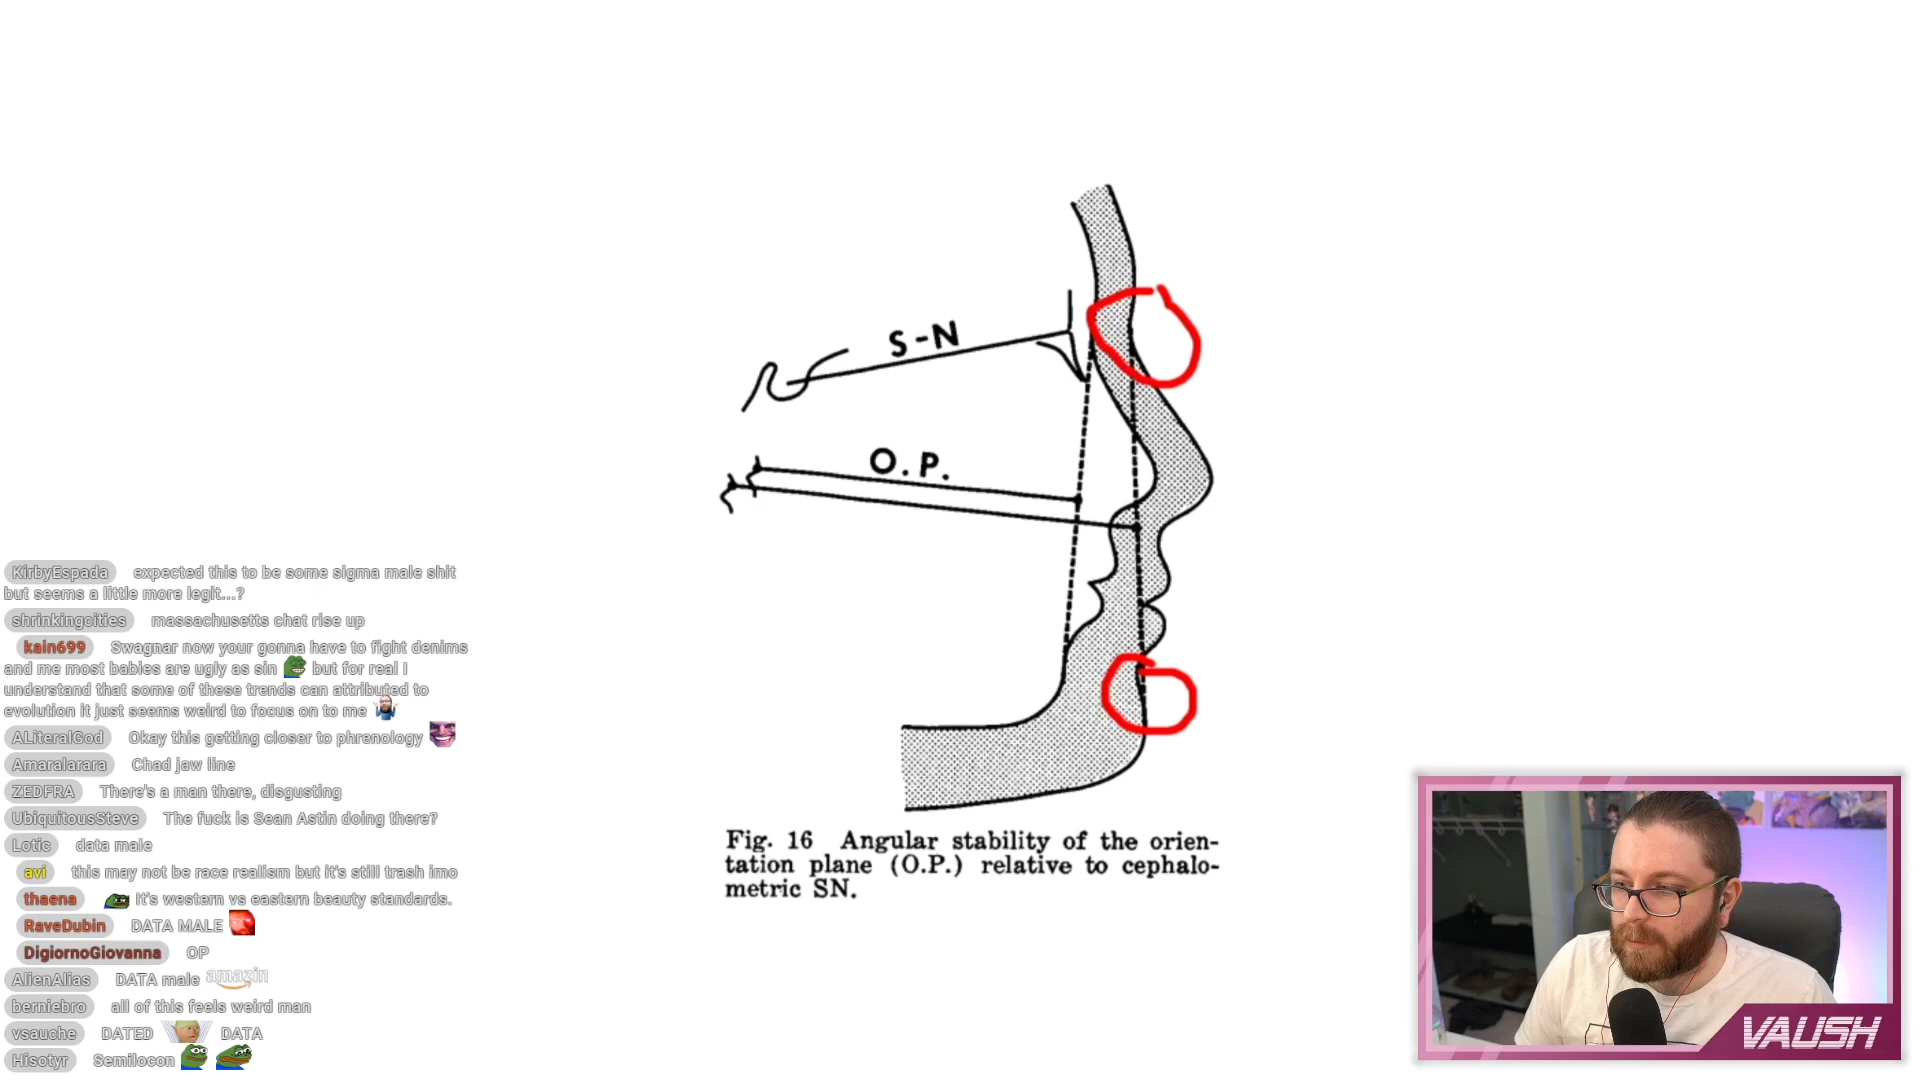 S-N
O.P.
Fig. 16 Angular stability of the orien-
tation plane (O.P.) relative to cephalo-
metric SN.
KirbyEspada expected this to be some sigma male shit
but seems a little more legit...?
shrinkingcities massachusetts chat rise up
kain699 Swagnar now your gonna have to fight denims
and me most babies are ugly as sin but for real I
understand that some of these trends can attributed to
evolution it just seems weird to focus on to me
ALiteralGod Okay this getting closer to phrenology
Amaralarara Chad jaw line
ZEDFRA There's a man there, disgusting
UbiquitousSteve The fuck is Sean Astin doing there?
Lotic data male
avi this may not be race realism but it's still trash imo
thaena it's western vs eastern beauty standards.
RaveDubin DATA MALE
DigiornoGiovanna OP
AlienAlias DATA male amazin
berniebro all of this feels weird man
vsauche DATED DATA
Hisotyr Semilocon
VAUSH